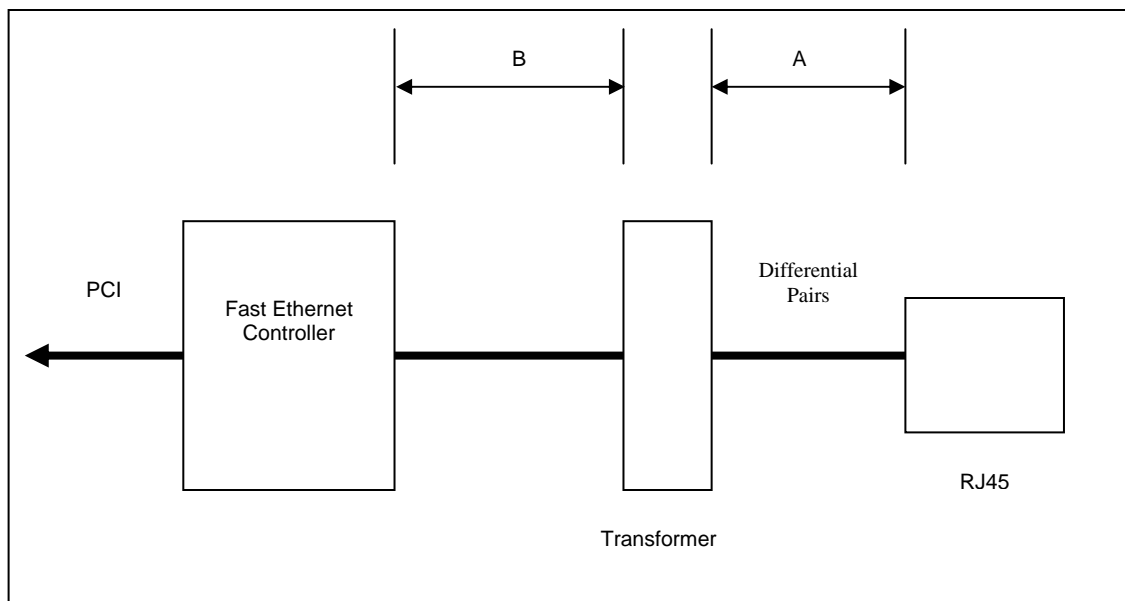 B
A
PCI
Fast Ethernet
Controller
Differential
Pairs
RJ45
Transformer